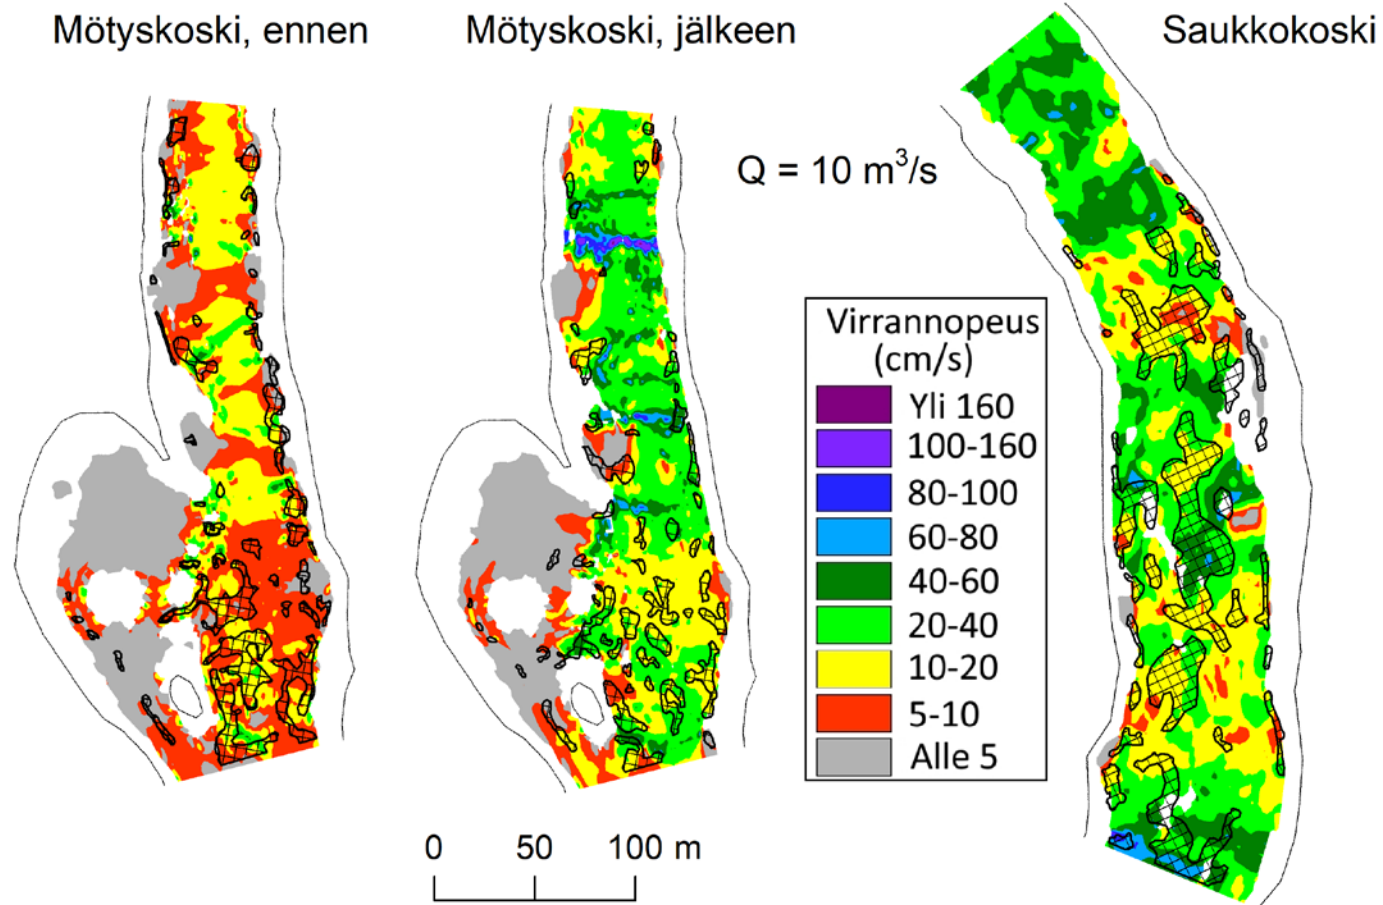 Mötyskoski, ennen
Mötyskoski, jälkeen
Saukkokoski
Q = 10 m³/s
Virrannopeus
(cm/s)
Yli 160
100-160
80-100
60-80
40-60
20-40
10-20
5-10
Alle 5
0 50 100 m